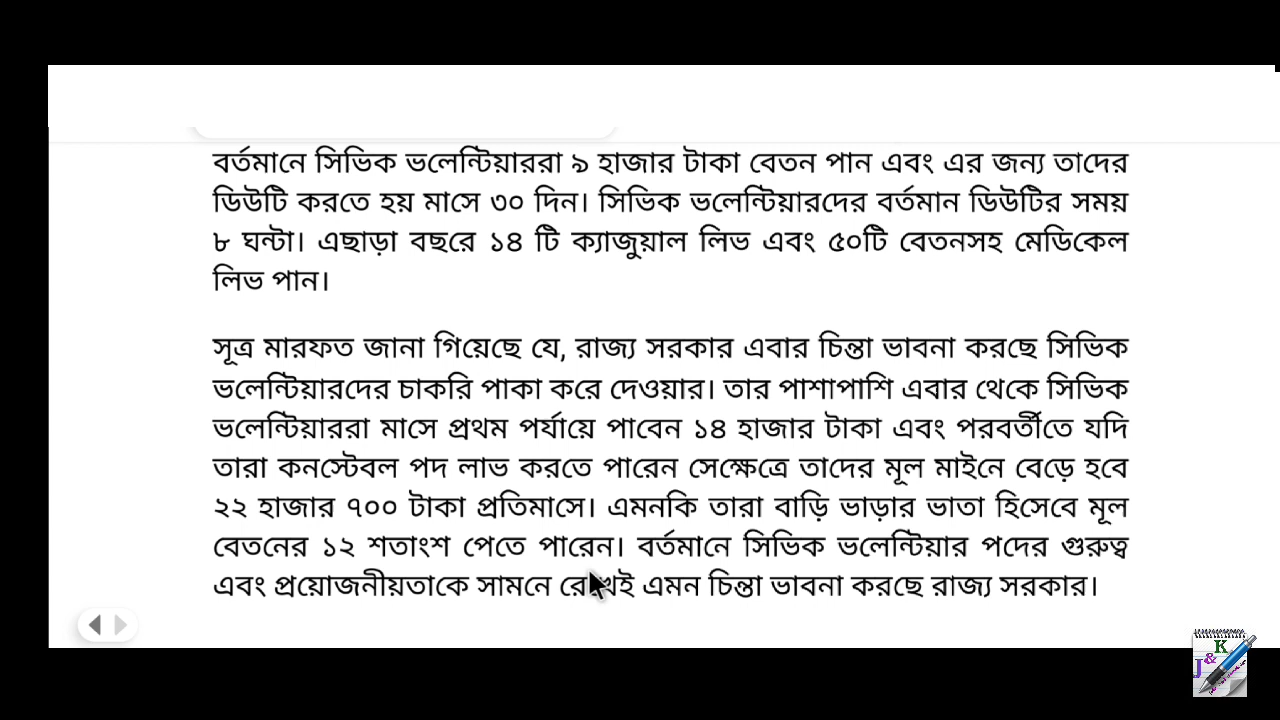 বর্তমানে সিভিক ভলেন্টিয়াররা ৯ হাজার টাকা বেতন পান এবং এর জন্য তাদের
ডিউটি করতে হয় মাসে ৩০ দিন। সিভিক ভলেন্টিয়ারদের বর্তমান ডিউটির সময়
৮ ঘন্টা। এছাড়া বছরে ১৪ টি ক্যাজুয়াল লিভ এবং ৫০টি বেতনসহ মেডিকেল
লিভ পান।
সূত্র মারফত জানা গিয়েছে যে, রাজ্য সরকার এবার চিন্তা ভাবনা করছে সিভিক
ভলেন্টিয়ারদের চাকরি পাকা করে দেওয়ার। তার পাশাপাশি এবার থেকে সিভিক
ভলেন্টিয়াররা মাসে প্রথম পর্যায়ে পাবেন ১৪ হাজার টাকা এবং পরবর্তীতে যদি
তারা কনস্টেবল পদ লাভ করতে পারেন সেক্ষেত্রে তাদের মূল মাইনে বেড়ে হবে
২২ হাজার ৭০০ টাকা প্রতিমাসে। এমনকি তারা বাড়ি ভাড়ার ভাতা হিসেবে মূল
বেতনের ১২ শতাংশ পেতে পারেন। বর্তমানে সিভিক ভলেন্টিয়ার পদের গুরুত্ব
এবং প্রয়োজনীয়তাকে সামনে রেখেই এমন চিন্তা ভাবনা করছে রাজ্য সরকার।
J&K